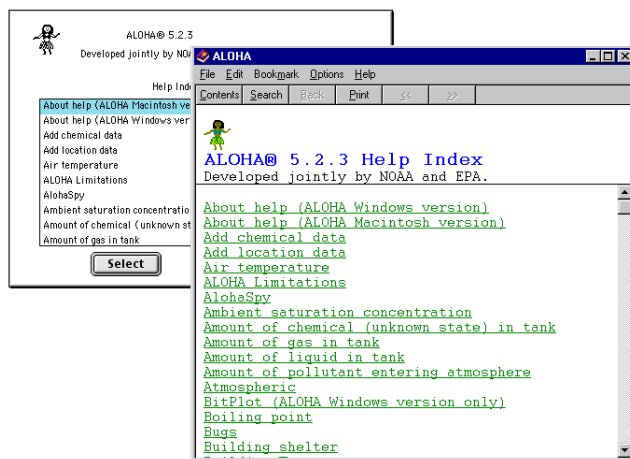 ALOHA® 5.2.3
Developed jointly by NOA
Help Ind
About help (ALOHA Macintosh ve
About help (ALOHA Windows ver
Add chemical data
Add location data
Air temperature
ALOHA Limitations
AlohaSpy
Ambient saturation concentratio
Amount of chemical (unknown st
Amount of gas in tank
Select
ALOHA
File Edit Bookmark Options Help
Contents Search Back Print << >>
ALOHA® 5.2.3 Help Index
Developed jointly by NOAA and EPA.
About help (ALOHA Windows version)
About help (ALOHA Macintosh version)
Add chemical data
Add location data
Air temperature
ALOHA Limitations
AlohaSpy
Ambient saturation concentration
Amount of chemical (unknown state) in tank
Amount of gas in tank
Amount of liquid in tank
Amount of pollutant entering atmosphere
Atmospheric
BitPlot (ALOHA Windows version only)
Boiling point
Bugs
Building shelter